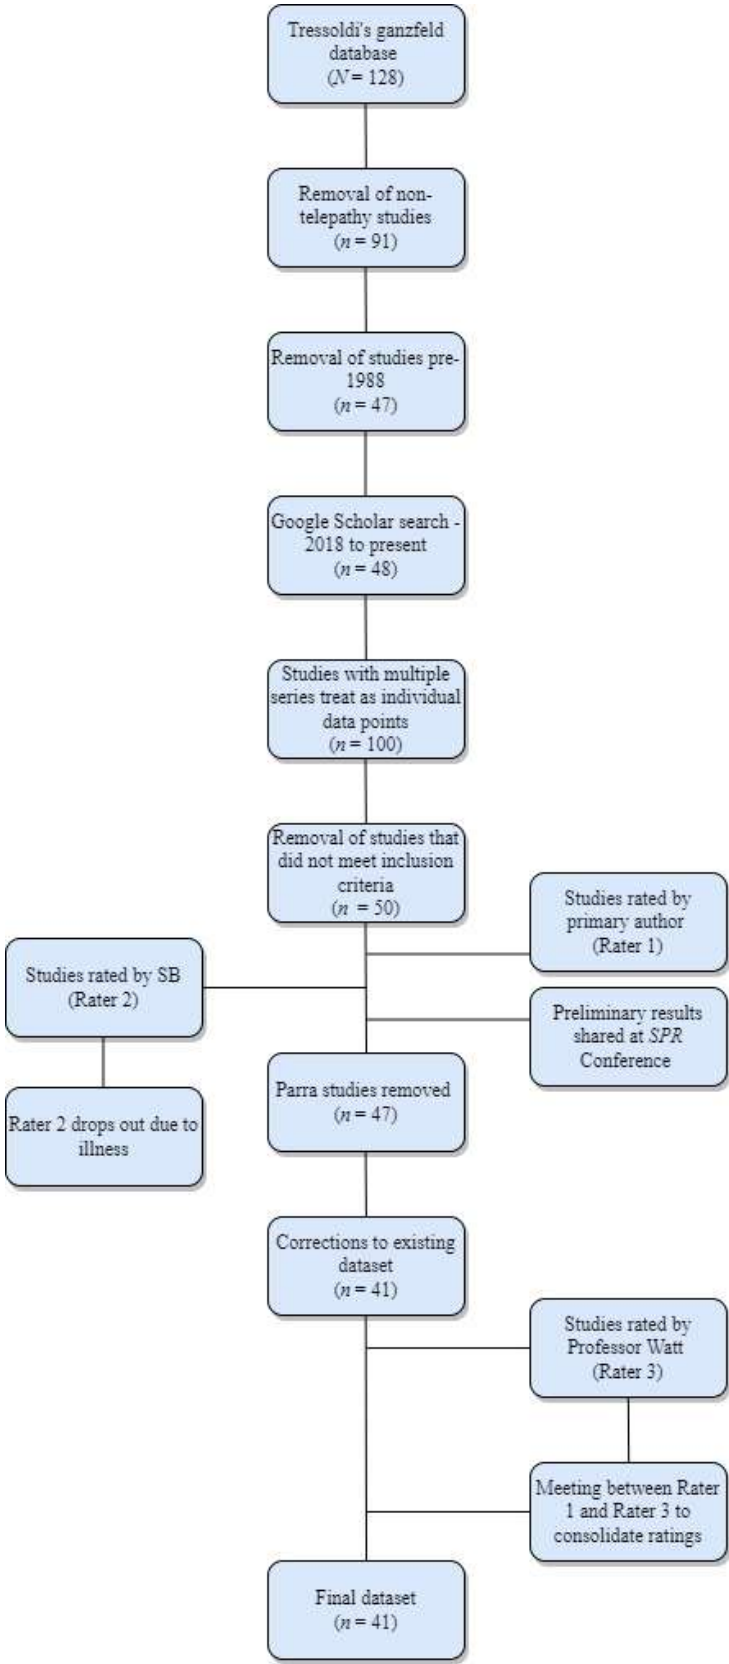 Tressoldi's ganzfeld
database
(N = 128)
Removal of non-
telepathy studies
(n = 91)
Removal of studies pre-
1988
(n = 47)
Google Scholar search -
2018 to present
(n = 48)
Studies with multiple
series treat as individual
data points
(n = 100)
Removal of studies that
did not meet inclusion
criteria
(n = 50)
Studies rated by
primary author
(Rater 1)
Studies rated by SB
(Rater 2)
Preliminary results
shared at SPR
Conference
Rater 2 drops out due to
illness
Parra studies removed
(n = 47)
Corrections to existing
dataset
(n = 41)
Studies rated by
Professor Watt
(Rater 3)
Meeting between Rater
1 and Rater 3 to
consolidate ratings
Final dataset
(n = 41)